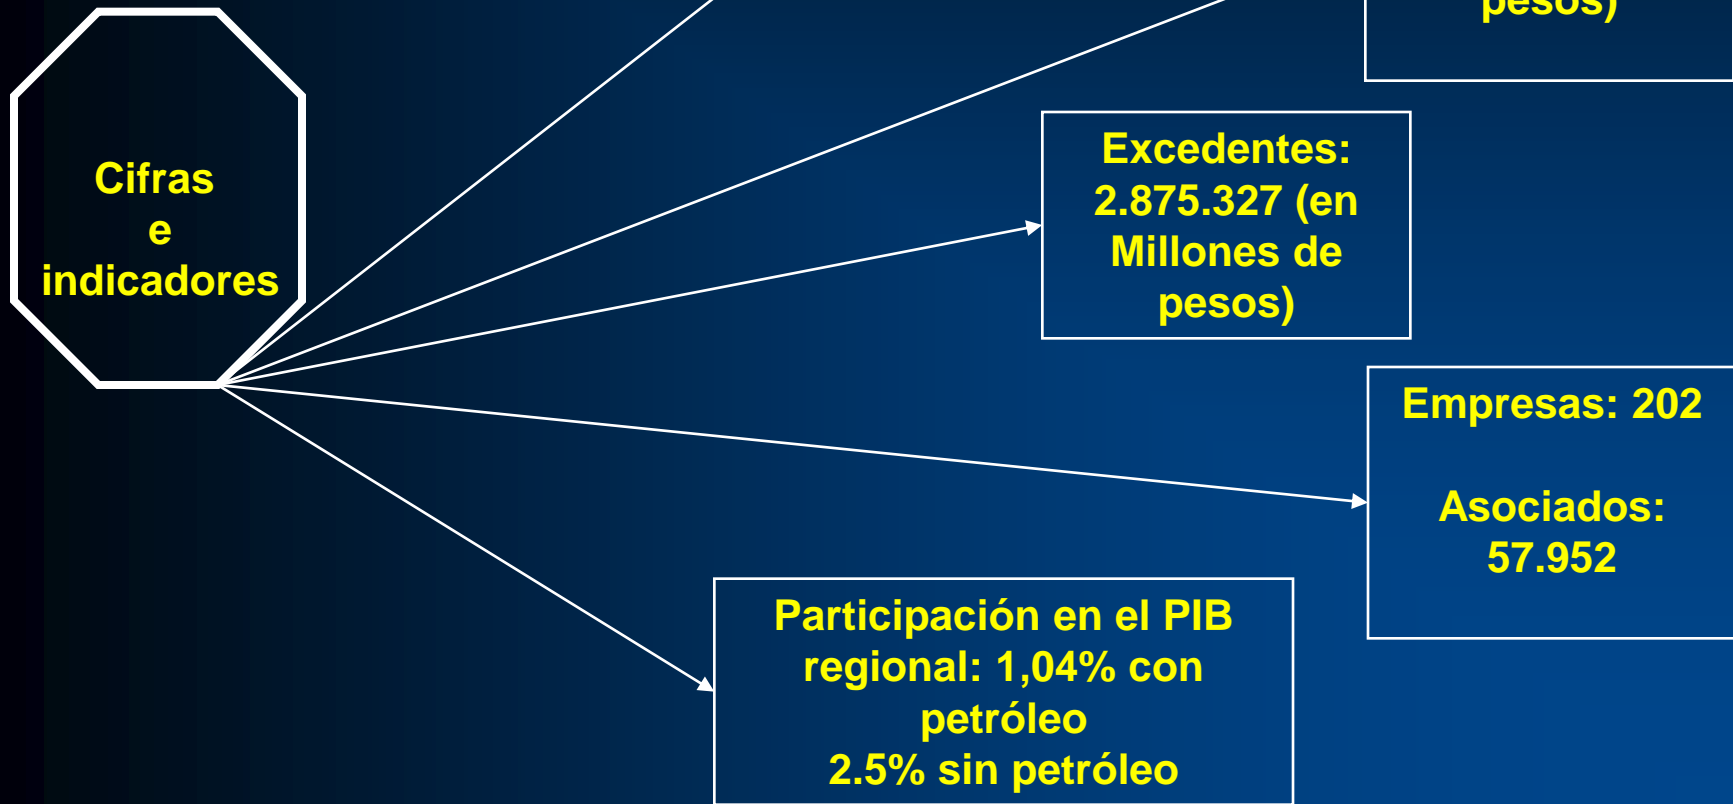 pesos)
Cifras
e
indicadores
Excedentes:
2.875.327 (en
Millones de
pesos)
Empresas: 202
Asociados:
57.952
Participación en el PIB
regional: 1,04% con
petróleo
2.5% sin petróleo